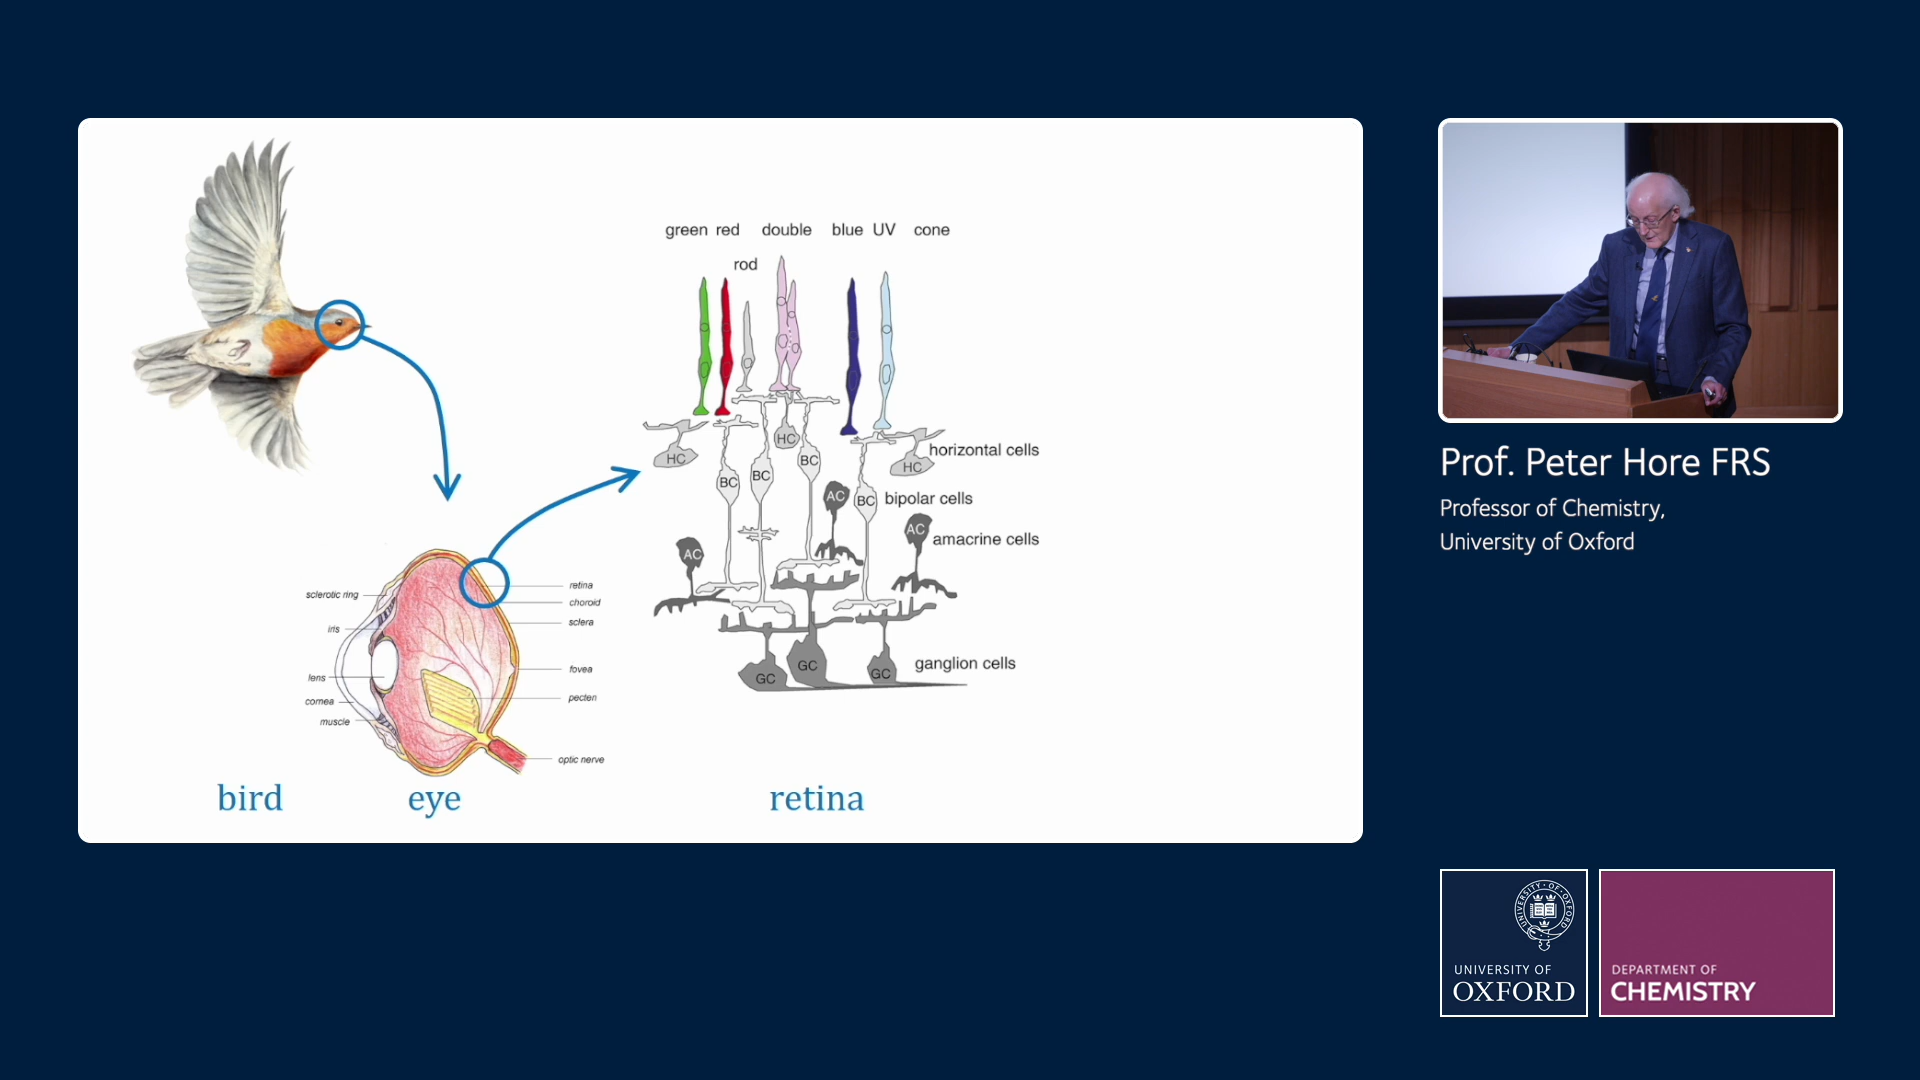 green red double blue UV cone
rod
HC
HC
HC
horizontal cells
BC
BC
BC
BC
bipolar cells
AC
AC
AC
amacrine cells
GC
GC
GC
ganglion cells
sclerotic ring
iris
lens
cornea
muscle
retina
choroid
sclera
fovea
pecten
optic nerve
bird
eye
retina
Prof. Peter Hore FRS
Professor of Chemistry,
University of Oxford
UNIVERSITY OF OXFORD
UNIVERSITY OF
OXFORD
DEPARTMENT OF
CHEMISTRY